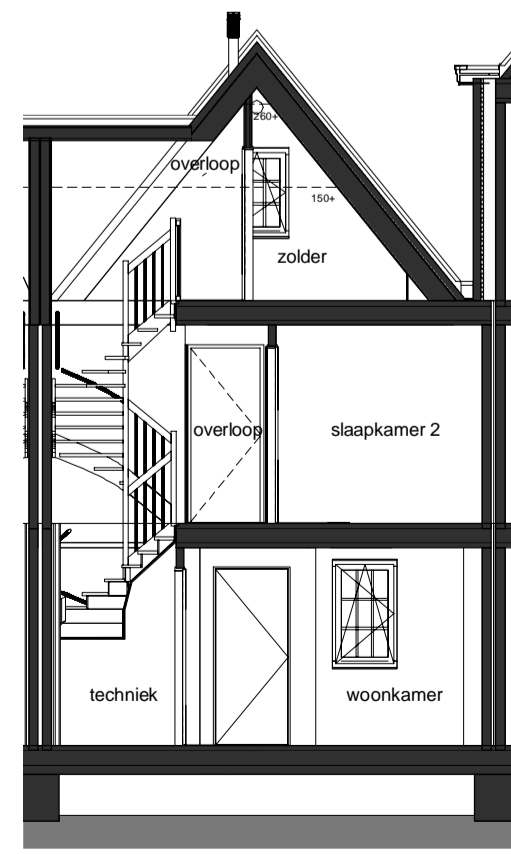 260+
overloop
150+
zolder
overloop
slaapkamer 2
techniek
woonkamer